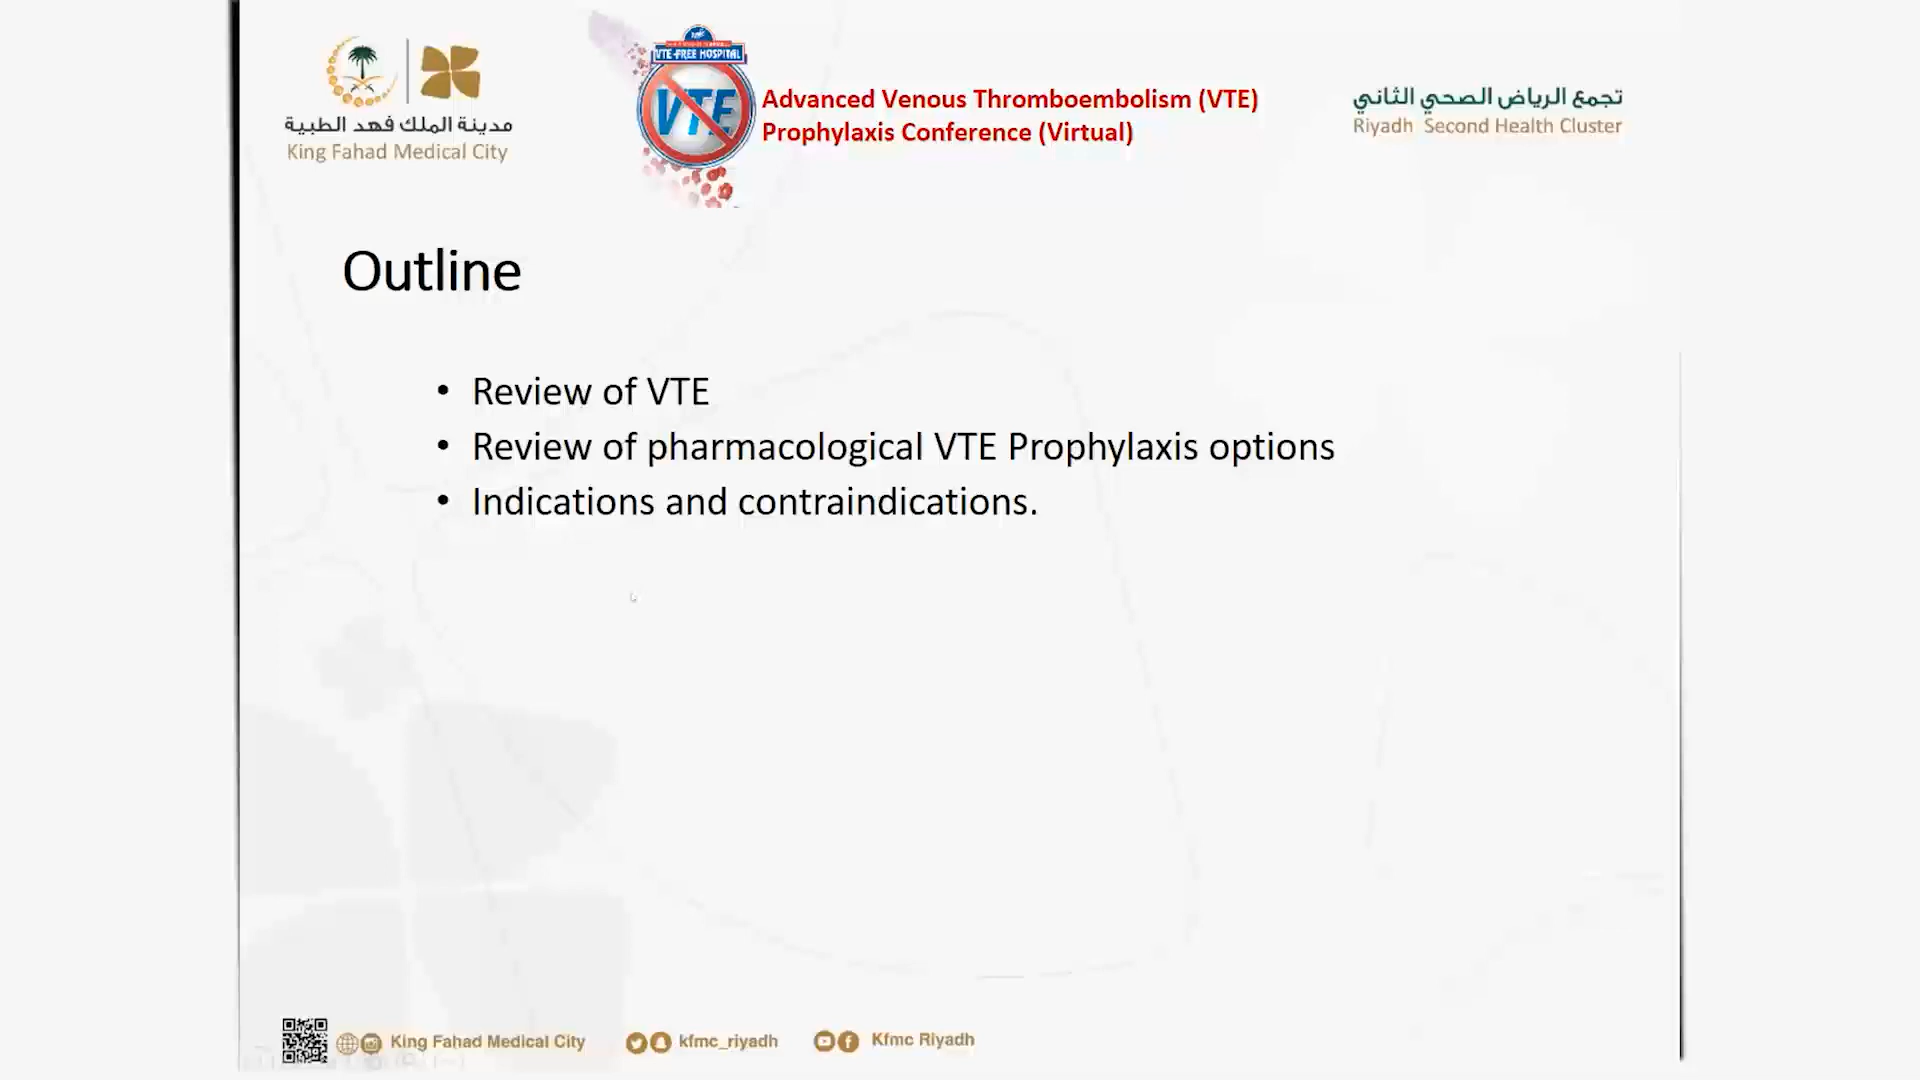 مدينة الملك فهد الطبية
King Fahad Medical City
VTE-FREE HOSPITAL
VTE
Advanced Venous Thromboembolism (VTE)
Prophylaxis Conference (Virtual)
تجمع الرياض الصحي الثاني
Riyadh Second Health Cluster
Outline
• Review of VTE
• Review of pharmacological VTE Prophylaxis options
• Indications and contraindications.
King Fahad Medical City
kfmc_riyadh
Kfmc Riyadh